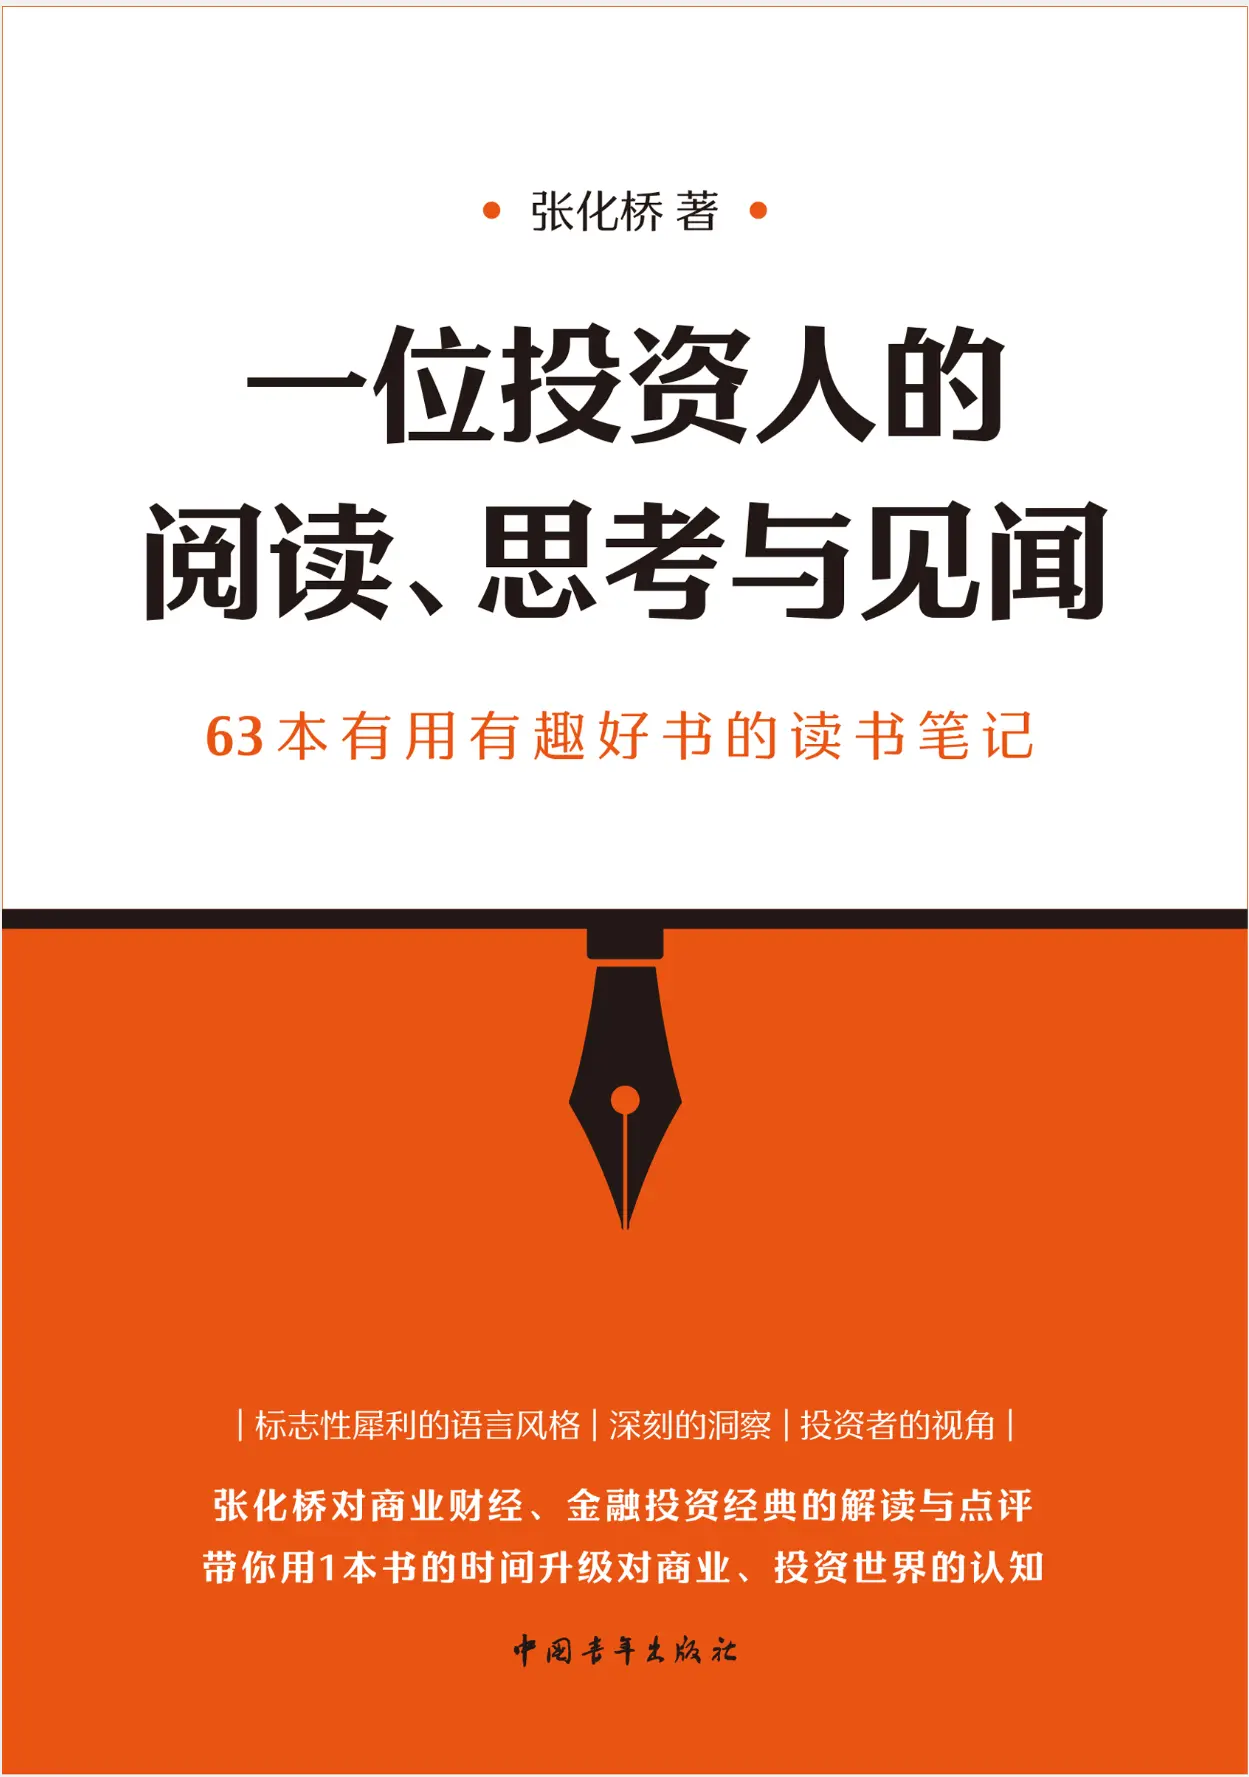 张化桥 著
一位投资人的
阅读、思考与见闻
63本有用有趣好书的读书笔记
|标志性犀利的语言风格|深刻的洞察|投资者的视角|
张化桥对商业财经、金融投资经典的解读与点评
带你用1本书的时间升级对商业、投资世界的认知
中国青年出版社